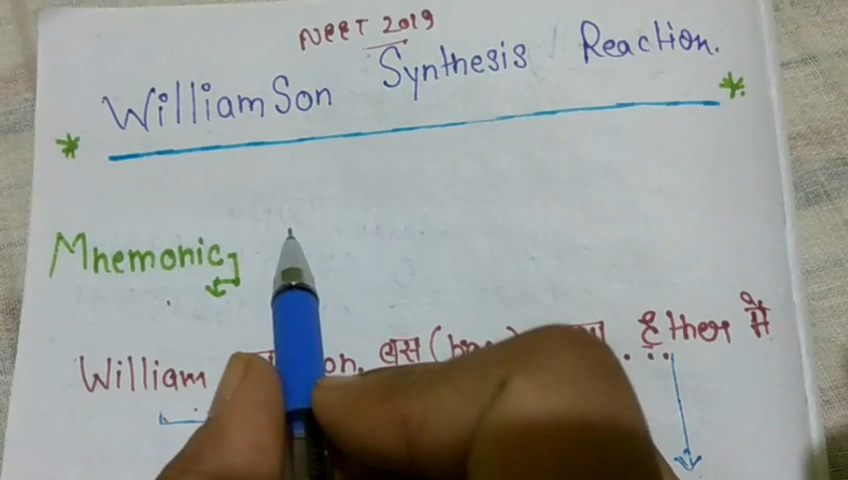 NEET 2019
WilliamSon Synthesis Reaction.
Mnemonic
William on. बस Ether में